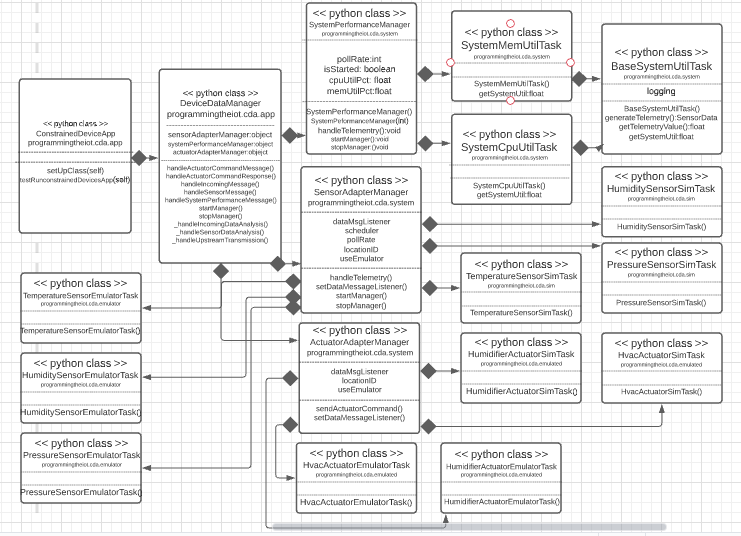 << python class >>
ConstrainedDeviceApp
programmingtheiot.cda.app
setUpClass(self)
testRunconstrainedDevicesApp(self)
<< python class >>
DeviceDataManager
programmingtheiot.cda.app
sensorAdapterManager:object
systemPerformanceManager:object
actuatorAdapterManager:object
handleActuatorCommandMessage()
handleActuatorCommandResponse()
handleIncomingMessage()
handleSensorMessage()
handleSystemPerformanceMessage()
startManager()
stopManager()
_handleIncomingDataAnalysis()
_handleSensorDataAnalysis()
_handleUpstreamTransmission()
<< python class >>
SystemPerformanceManager
programmingtheiot.cda.system
pollRate:int
isStarted: boolean
cpuUtilPct: float
memUtilPct:float
SystemPerformanceManager()
SystemPerformanceManager(int)
handleTelementry():void
startManager():void
stopManager:()void
<< python class >>
SystemMemUtilTask
programmingtheiot.cda.system
SystemMemUtilTask()
getSystemUtil:float
<< python class >>
BaseSystemUtilTask
programmingtheiot.cda.system
logging
BaseSystemUtilTask()
generateTelemetry():SensorData
getTelemetryValue():float
getSystemUtil:float
<< python class >>
SystemCpuUtilTask
programmingtheiot.cda.system
SystemCpuUtilTask()
getSystemUtil:float
<< python class >>
SensorAdapterManager
programmingtheiot.cda.system
dataMsgListener
scheduler
pollRate
locationID
useEmulator
handleTelemetry()
setDataMessageListener()
startManager()
stopManager()
<< python class >>
HumiditySensorSimTask
programmingtheiot.cda.sim
HumiditySensorSimTask()
<< python class >>
PressureSensorSimTask
programmingtheiot.cda.sim
PressureSensorSimTask()
<< python class >>
TemperatureSensorSimTask
programmingtheiot.cda.sim
TemperatureSensorSimTask()
<< python class >>
TemperatureSensorEmulatorTask
programmingtheiot.cda.emulator
TemperatureSensorEmulatorTask()
<< python class >>
ActuatorAdapterManager
programmingtheiot.cda.system
dataMsgListener
locationID
useEmulator
sendActuatorCommand()
setDataMessageListener()
<< python class >>
HumidifierActuatorSimTask
programmingtheiot.cda.emulated
HumidifierActuatorSimTask()
<< python class >>
HvacActuatorSimTask
programmingtheiot.cda.emulated
HvacActuatorSimTask()
<< python class >>
HumiditySensorEmulatorTask
programmingtheiot.cda.emulator
HumiditySensorEmulatorTask()
<< python class >>
PressureSensorEmulatorTask
programmingtheiot.cda.emulator
PressureSensorEmulatorTask()
<< python class >>
HvacActuatorEmulatorTask
programmingtheiot.cda.emulated
HvacActuatorEmulatorTask()
<< python class >>
HumidifierActuatorEmulatorTask
programmingtheiot.cda.emulated
HumidifierActuatorEmulatorTask()